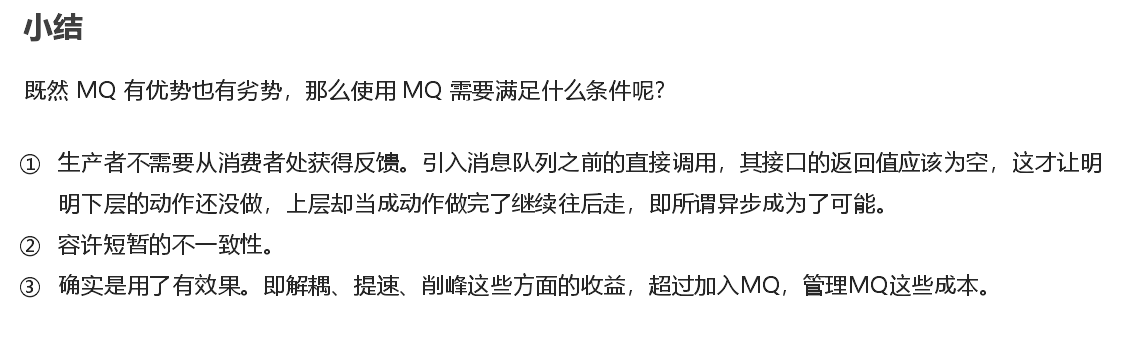 小结
既然 MQ 有优势也有劣势，那么使用 MQ 需要满足什么条件呢？
① 生产者不需要从消费者处获得反馈。引入消息队列之前的直接调用，其接口的返回值应该为空，这才让明
明下层的动作还没做，上层却当成动作做完了继续往后走，即所谓异步成为了可能。
② 容许短暂的不一致性。
③ 确实是用了有效果。即解耦、提速、削峰这些方面的收益，超过加入MQ，管理MQ这些成本。